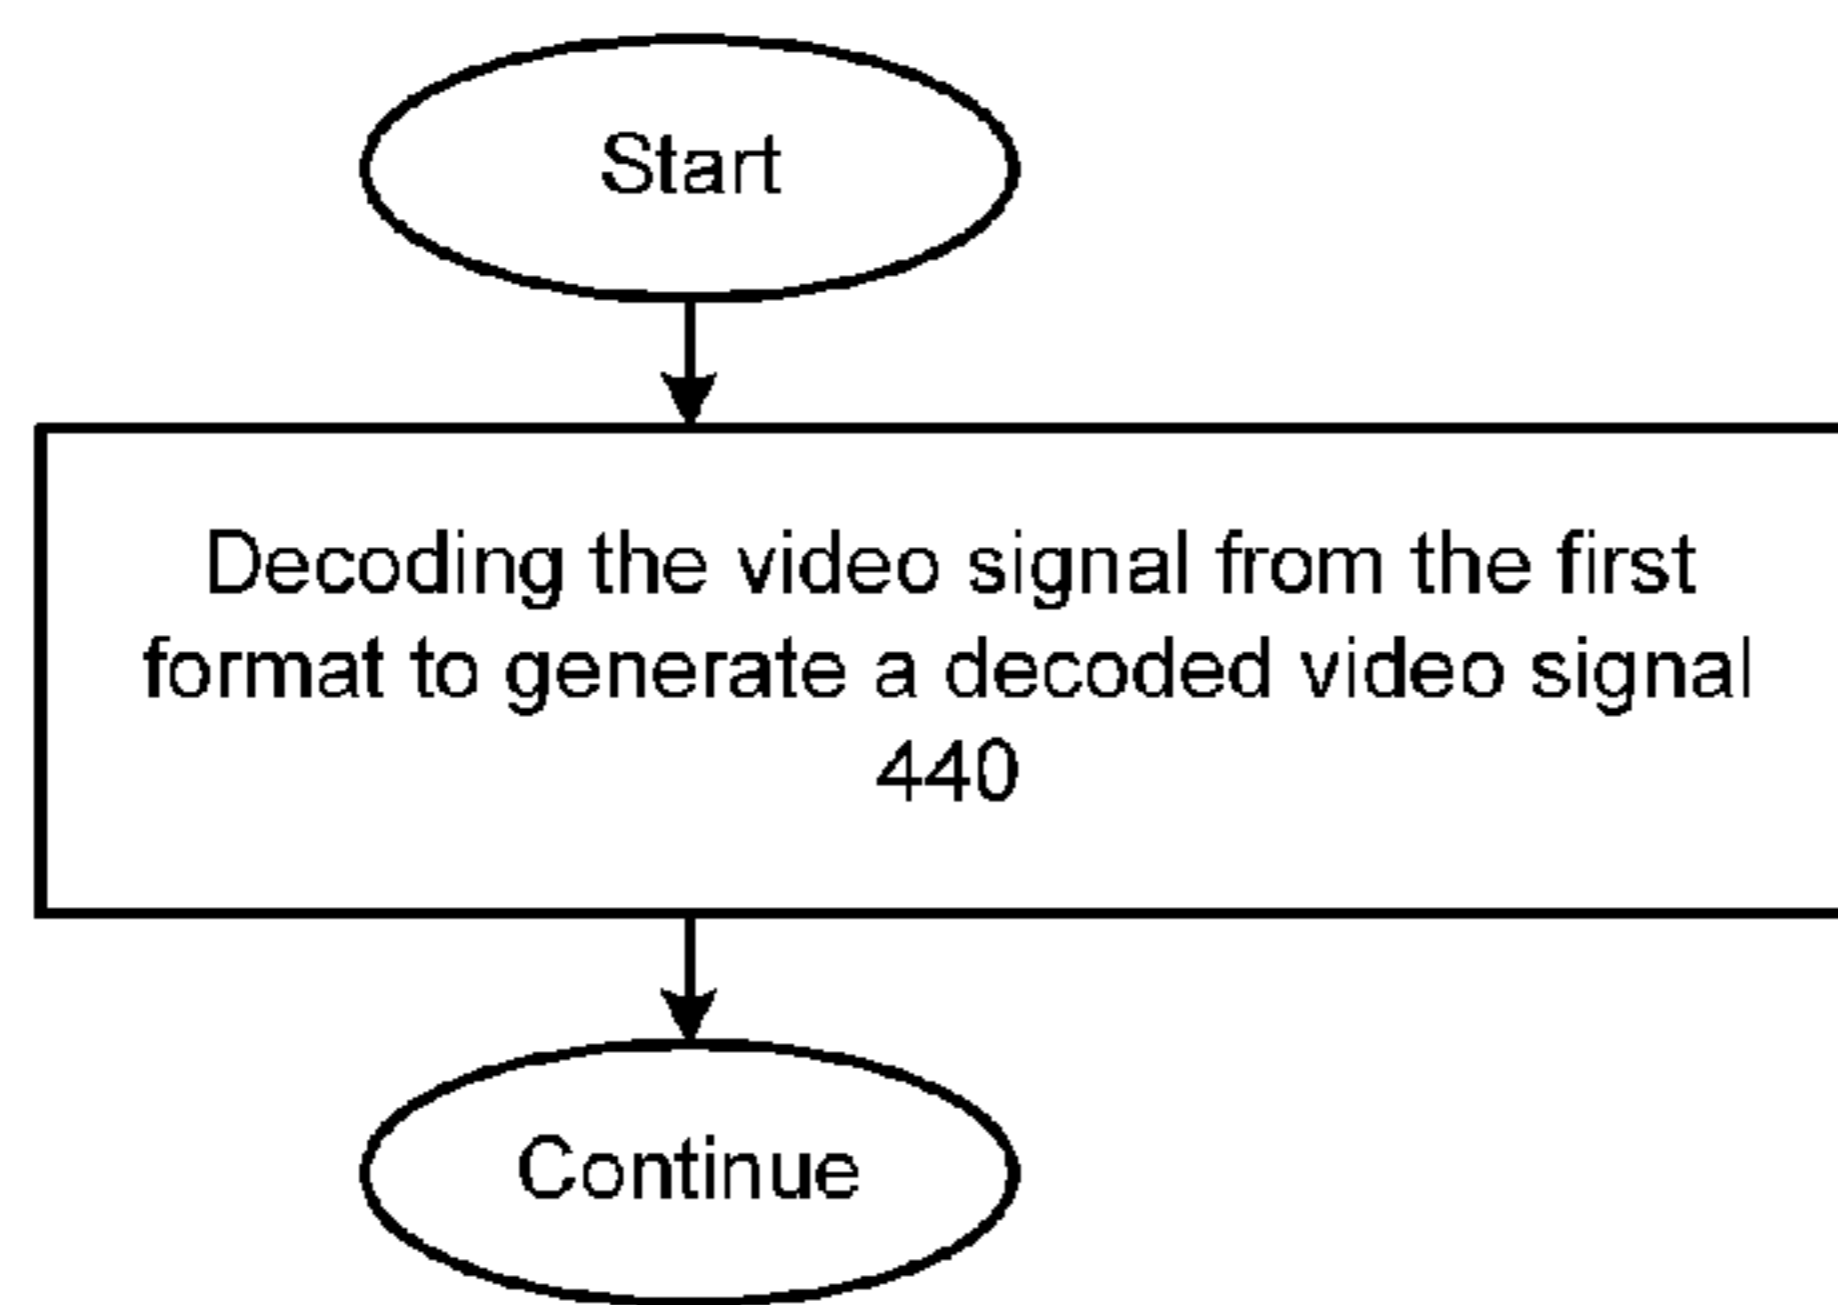 Start
Decoding the video signal from the first
format to generate a decoded video signal
440
Continue